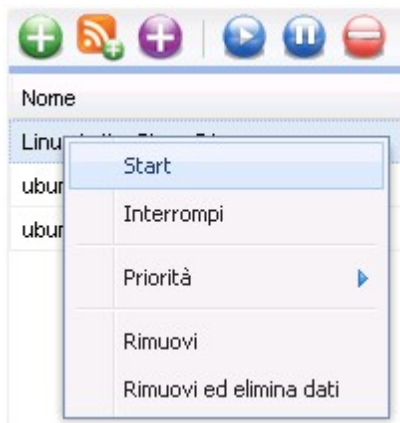 Nome
Start
Interrompi
Priorità
Rimuovi
Rimuovi ed elimina dati